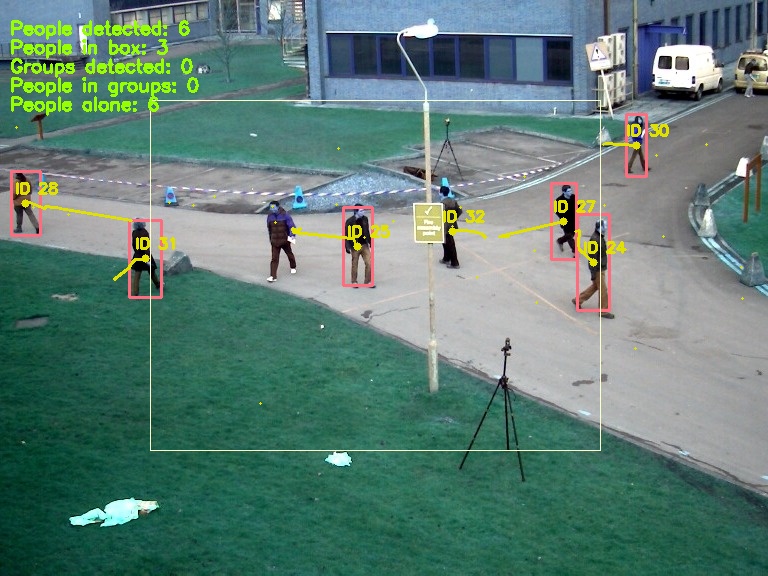 People detected: 6
People in box: 3
Groups detected: 0
People in groups: 0
People alone: 6
ID 30
ID 28
ID 27
ID 25
ID 32
ID 31
ID 24